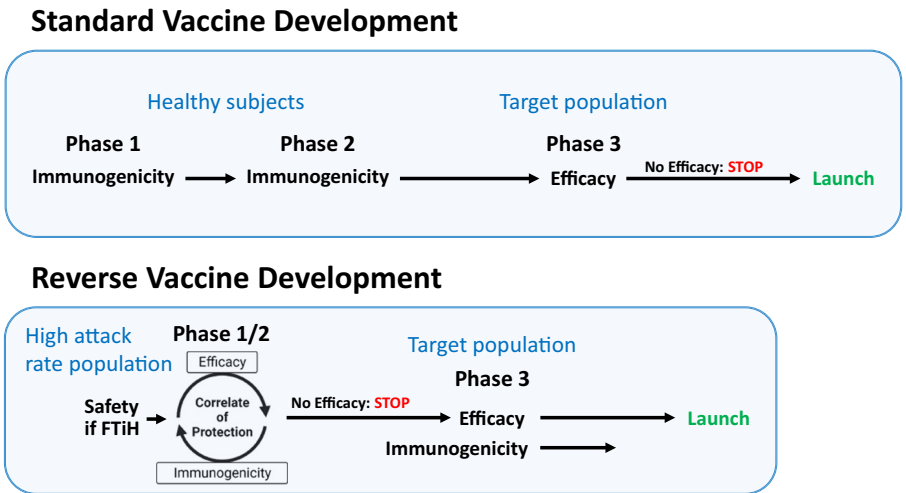 Standard Vaccine Development
Healthy subjects
Target population
Phase 1
Phase 2
Phase 3
Immunogenicity
Immunogenicity
Efficacy
No Efficacy: STOP
Launch
Reverse Vaccine Development
High attack
rate population
Phase 1/2
Efficacy
Correlate
of
Protection
Immunogenicity
Safety
if FTiH
No Efficacy: STOP
Target population
Phase 3
Efficacy
Immunogenicity
Launch